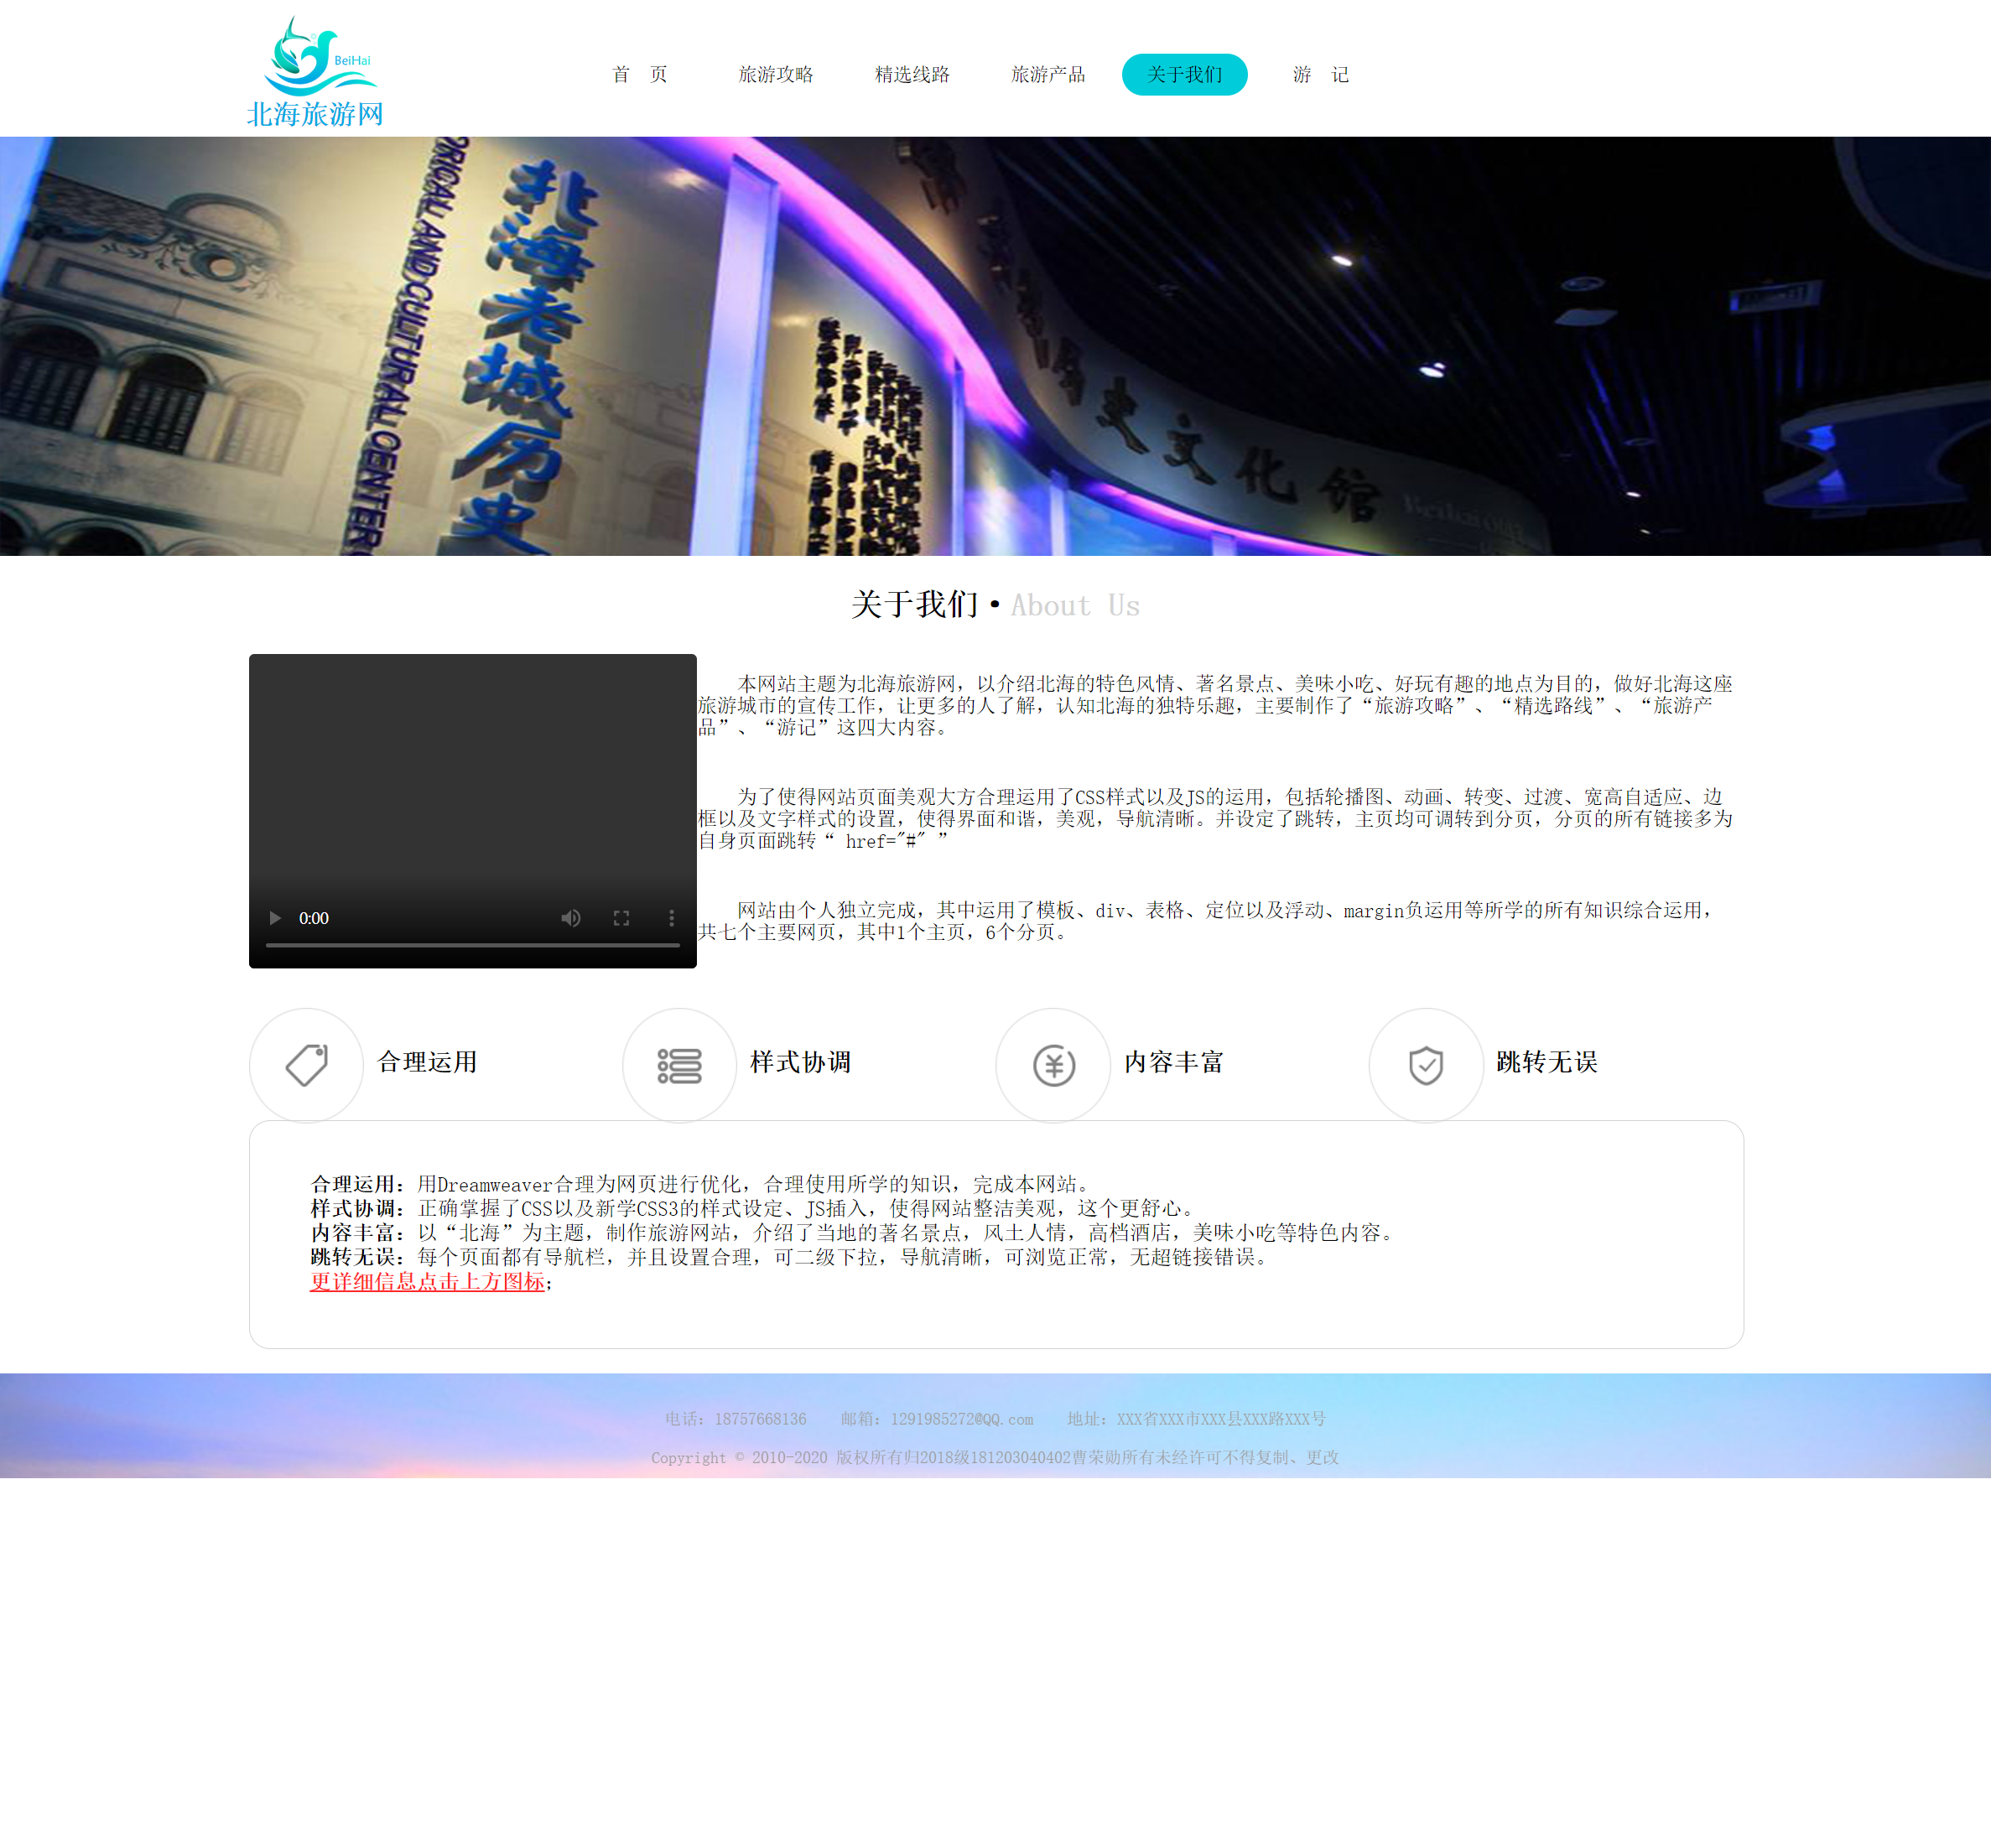 BeiHai
北海旅游网
首 页 旅游攻略 精选线路 旅游产品 关于我们 游 记
ORICAL AND CULTURAL CENTER
北海老城历史
史文化馆
关于我们·About Us
本网站主题为北海旅游网，以介绍北海的特色风情、著名景点、美味小吃、好玩有趣的地点为目的，做好北海这座
旅游城市的宣传工作，让更多的人了解，认知北海的独特乐趣，主要制作了“旅游攻略”、“精选路线”、“旅游产
品”、“游记”这四大内容。
为了使得网站页面美观大方合理运用了CSS样式以及JS的运用，包括轮播图、动画、转变、过渡、宽高自适应、边
框以及文字样式的设置，使得界面和谐，美观，导航清晰。并设定了跳转，主页均可调转到分页，分页的所有链接多为
自身页面跳转“ href="#" ”
网站由个人独立完成，其中运用了模板、div、表格、定位以及浮动、margin负运用等所学的所有知识综合运用，
共七个主要网页，其中1个主页，6个分页。
0:00
合理运用 样式协调 内容丰富 跳转无误
合理运用：用Dreamweaver合理为网页进行优化，合理使用所学的知识，完成本网站。
样式协调：正确掌握了CSS以及新学CSS3的样式设定、JS插入，使得网站整洁美观，这个更舒心。
内容丰富：以“北海”为主题，制作旅游网站，介绍了当地的著名景点，风土人情，高档酒店，美味小吃等特色内容。
跳转无误：每个页面都有导航栏，并且设置合理，可二级下拉，导航清晰，可浏览正常，无超链接错误。
更详细信息点击上方图标；
电话：18757668136 邮箱：1291985272@QQ.com 地址：XXX省XXX市XXX县XXX路XXX号
Copyright © 2010-2020 版权所有归2018级181203040402曹荣勋所有未经许可不得复制、更改